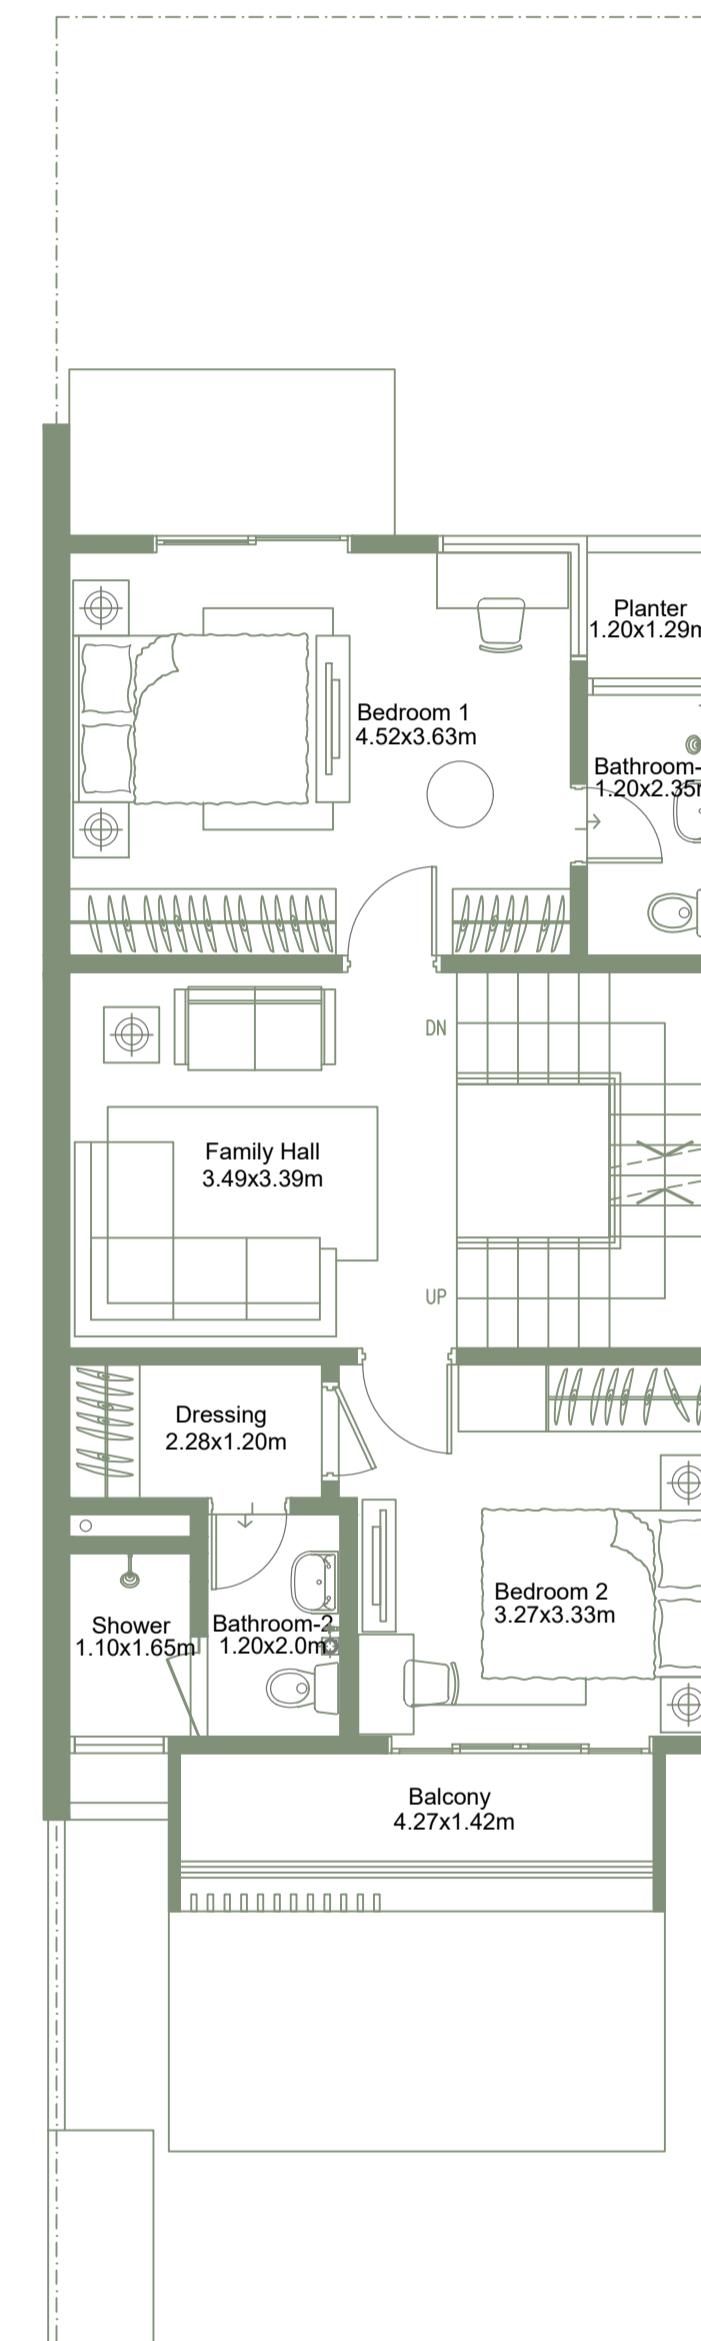 Planter
1.20x1.29m
Bedroom 1
4.52x3.63m
Bathroom-
1.20x2.35
DN
Family Hall
3.49x3.39m
UP
Dressing
2.28x1.20m
Bedroom 2
3.27x3.33m
Shower
1.10x1.65m
Bathroom-2
1.20x2.0m
Balcony
4.27x1.42m